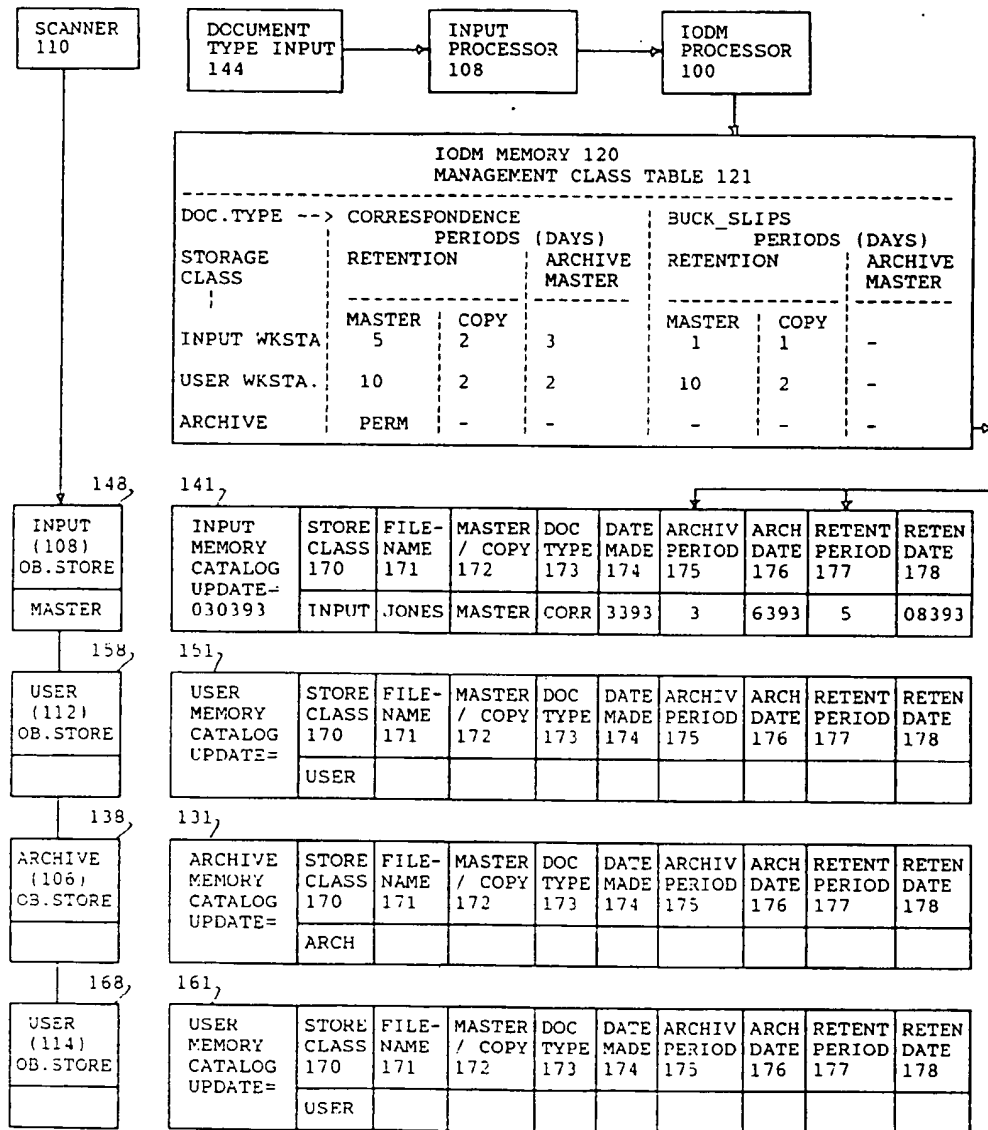 SCANNER
110
DOCUMENT
TYPE INPUT
144
INPUT
PROCESSOR
108
IODM
PROCESSOR
100
IODM MEMORY 120
MANAGEMENT CLASS TABLE 121
DOC.TYPE --> CORRESPONDENCE BUCK_SLIPS
PERIODS (DAYS) PERIODS (DAYS)
STORAGE RETENTION ARCHIVE RETENTION ARCHIVE
CLASS MASTER MASTER
MASTER COPY MASTER COPY
INPUT WKSTA 5 2 3 1 1 -
USER WKSTA. 10 2 2 10 2 -
ARCHIVE PERM - - - - -
148
INPUT
(108)
OB.STORE
MASTER
141
INPUT STORE FILE- MASTER DOC DATE ARCHIV ARCH RETENT RETEN
MEMORY CLASS NAME / COPY TYPE MADE PERIOD DATE PERIOD DATE
CATALOG 170 171 172 173 174 175 176 177 178
UPDATE=
030393 INPUT JONES MASTER CORR 3393 3 6393 5 08393
158
USER
(112)
OB.STORE
151
USER STORE FILE- MASTER DOC DATE ARCHIV ARCH RETENT RETEN
MEMORY CLASS NAME / COPY TYPE MADE PERIOD DATE PERIOD DATE
CATALOG 170 171 172 173 174 175 176 177 178
UPDATE=
USER
138
ARCHIVE
(106)
OB.STORE
131
ARCHIVE STORE FILE- MASTER DOC DATE ARCHIV ARCH RETENT RETEN
MEMORY CLASS NAME / COPY TYPE MADE PERIOD DATE PERIOD DATE
CATALOG 170 171 172 173 174 175 176 177 178
UPDATE=
ARCH
168
USER
(114)
OB.STORE
161
USER STORE FILE- MASTER DOC DATE ARCHIV ARCH RETENT RETEN
MEMORY CLASS NAME / COPY TYPE MADE PERIOD DATE PERIOD DATE
CATALOG 170 171 172 173 174 175 176 177 178
UPDATE=
USER